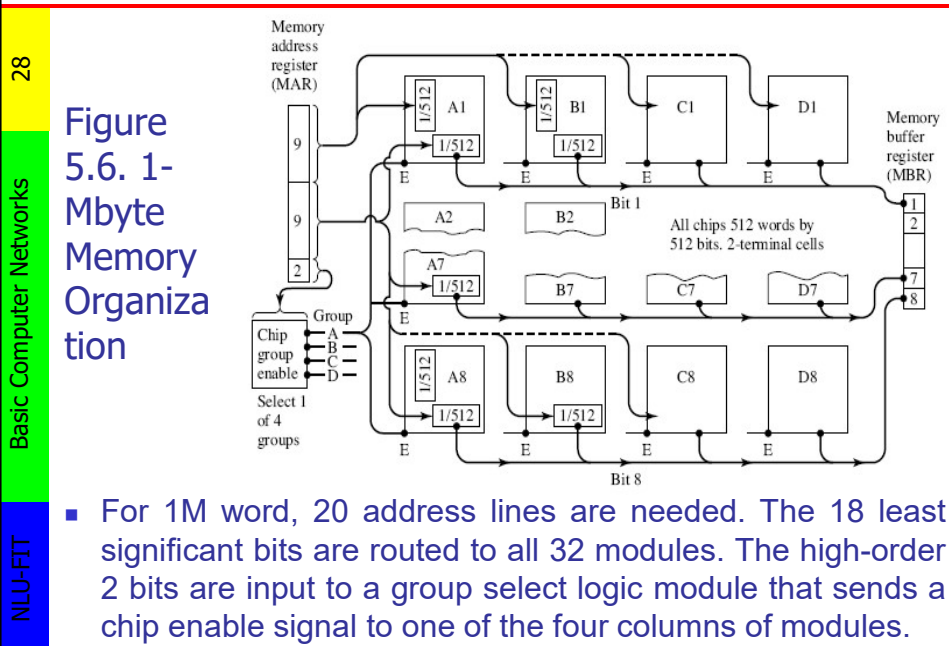 28
Basic Computer Networks
NLU-FIT
Figure
5.6. 1-
Mbyte
Memory
Organiza
tion
Memory
address
register
(MAR)
9
9
2
Chip
group
enable
Group
A
B
C
D
Select 1
of 4
groups
1/512
A1
1/512
E
1/512
B1
1/512
E
C1
E
D1
E
Bit 1
A2
B2
All chips 512 words by
512 bits. 2-terminal cells
A7
1/512
E
B7
C7
D7
1/512
A8
1/512
E
B8
1/512
E
C8
E
D8
E
Bit 8
Memory
buffer
register
(MBR)
1
2
7
8
For 1M word, 20 address lines are needed. The 18 least
significant bits are routed to all 32 modules. The high-order
2 bits are input to a group select logic module that sends a
chip enable signal to one of the four columns of modules.